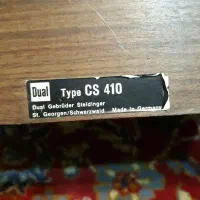 Dual Type CS 410
Dual Gebrüder Steidinger
St. Georgen/Schwarzwald Made in Germany